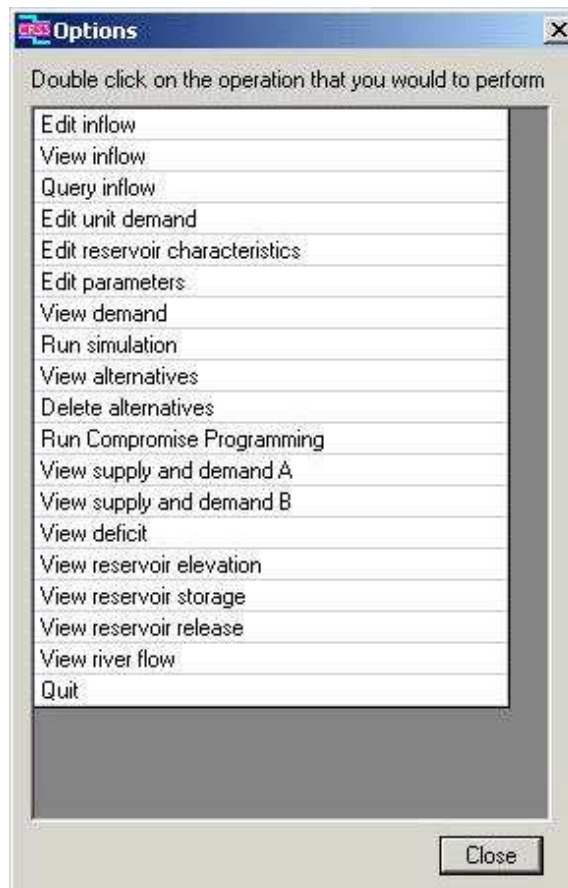 CRSS Options
Double click on the operation that you would to perform
Edit inflow
View inflow
Query inflow
Edit unit demand
Edit reservoir characteristics
Edit parameters
View demand
Run simulation
View alternatives
Delete alternatives
Run Compromise Programming
View supply and demand A
View supply and demand B
View deficit
View reservoir elevation
View reservoir storage
View reservoir release
View river flow
Quit
Close